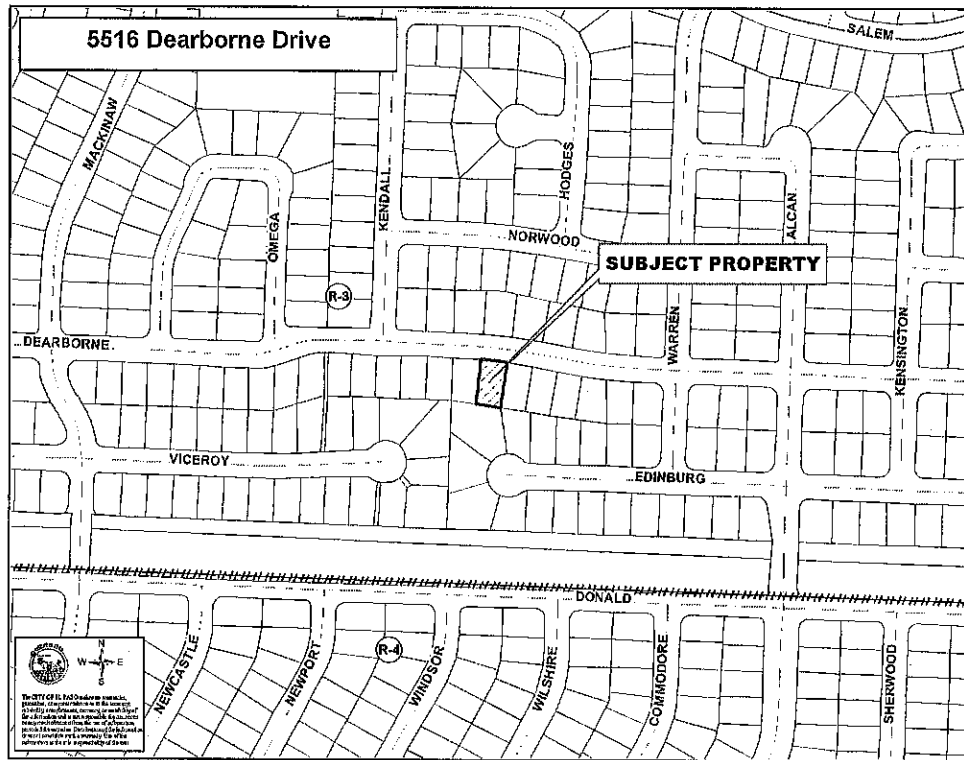 5516 Dearborne Drive
SALEM
MACKINAW
OMEGA
KENDALL
HODGES
NORWOOD
ALCAN
SUBJECT PROPERTY
R-3
DEARBORNE
WARREN
KENSINGTON
VICEROY
EDINBURG
DONALD
NEWCASTLE
NEWPORT
R-4
WINDSOR
WILSHIRE
COMMODORE
SHERWOOD
N
W E
S